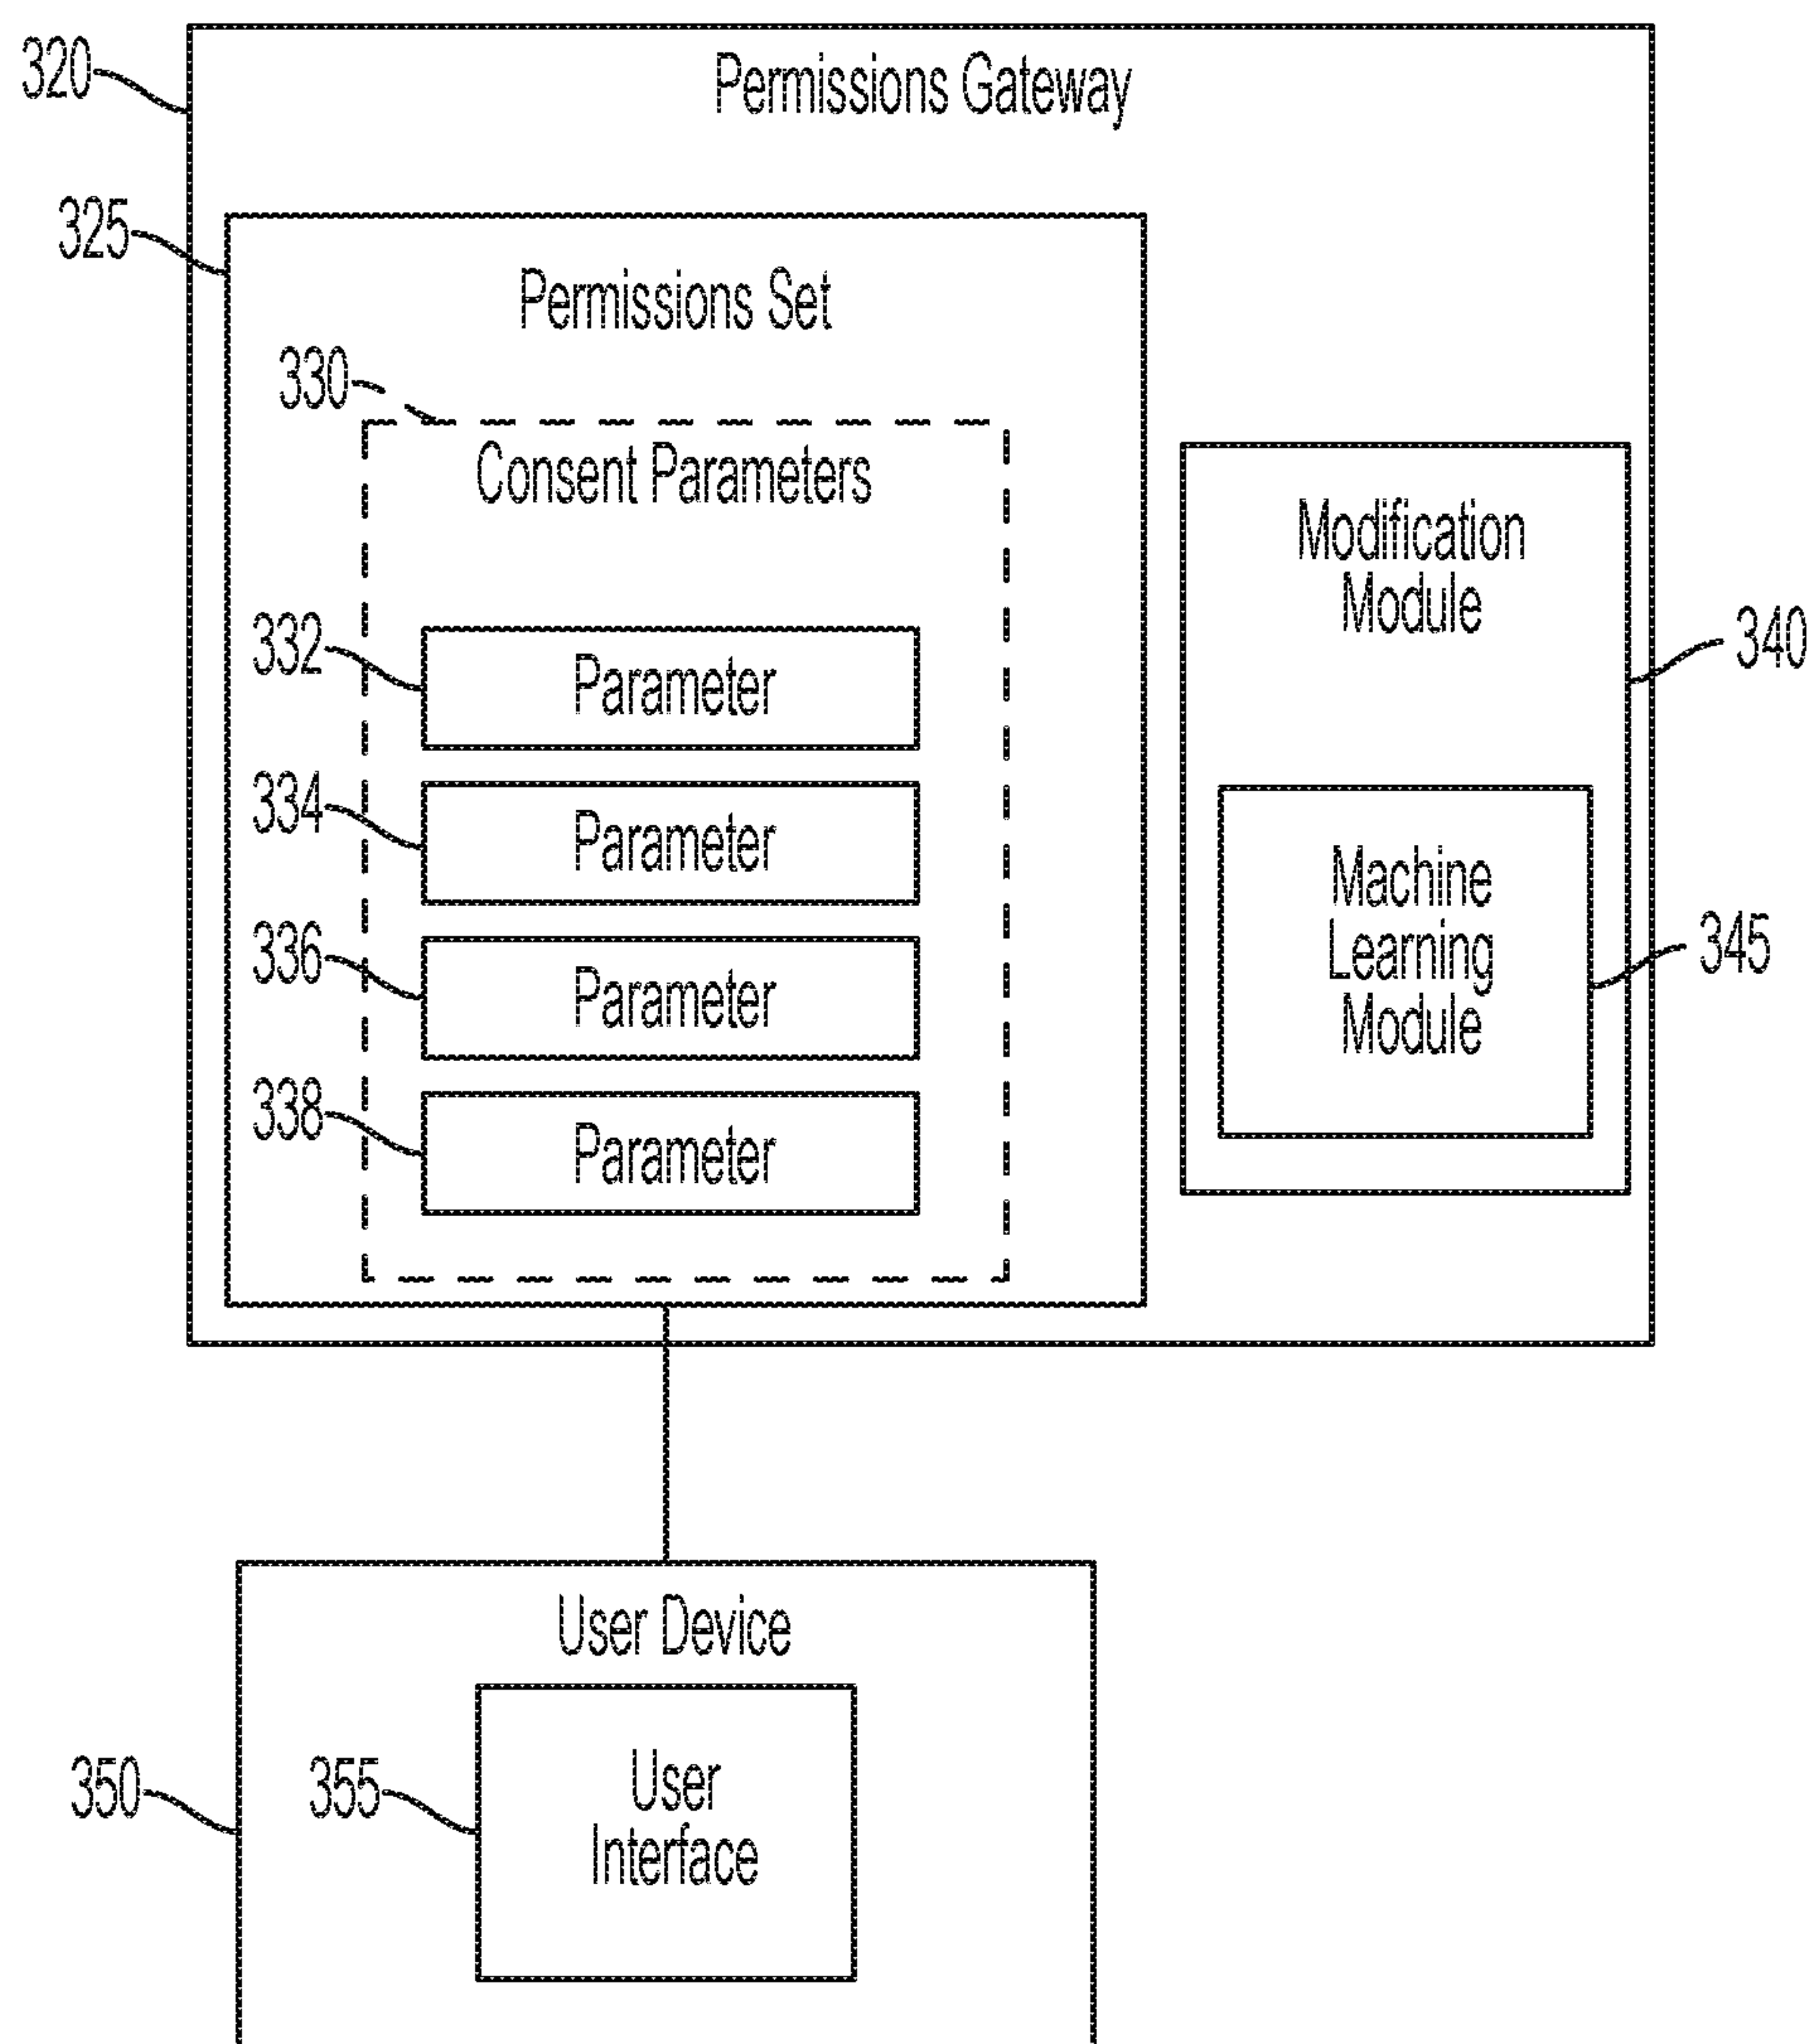 320
Permissions Gateway
325
Permissions Set
330
Consent Parameters
332
Parameter
334
Parameter
336
Parameter
338
Parameter
Modification
Module
340
Machine
Learning
Module
345
User Device
350
355
User
Interface